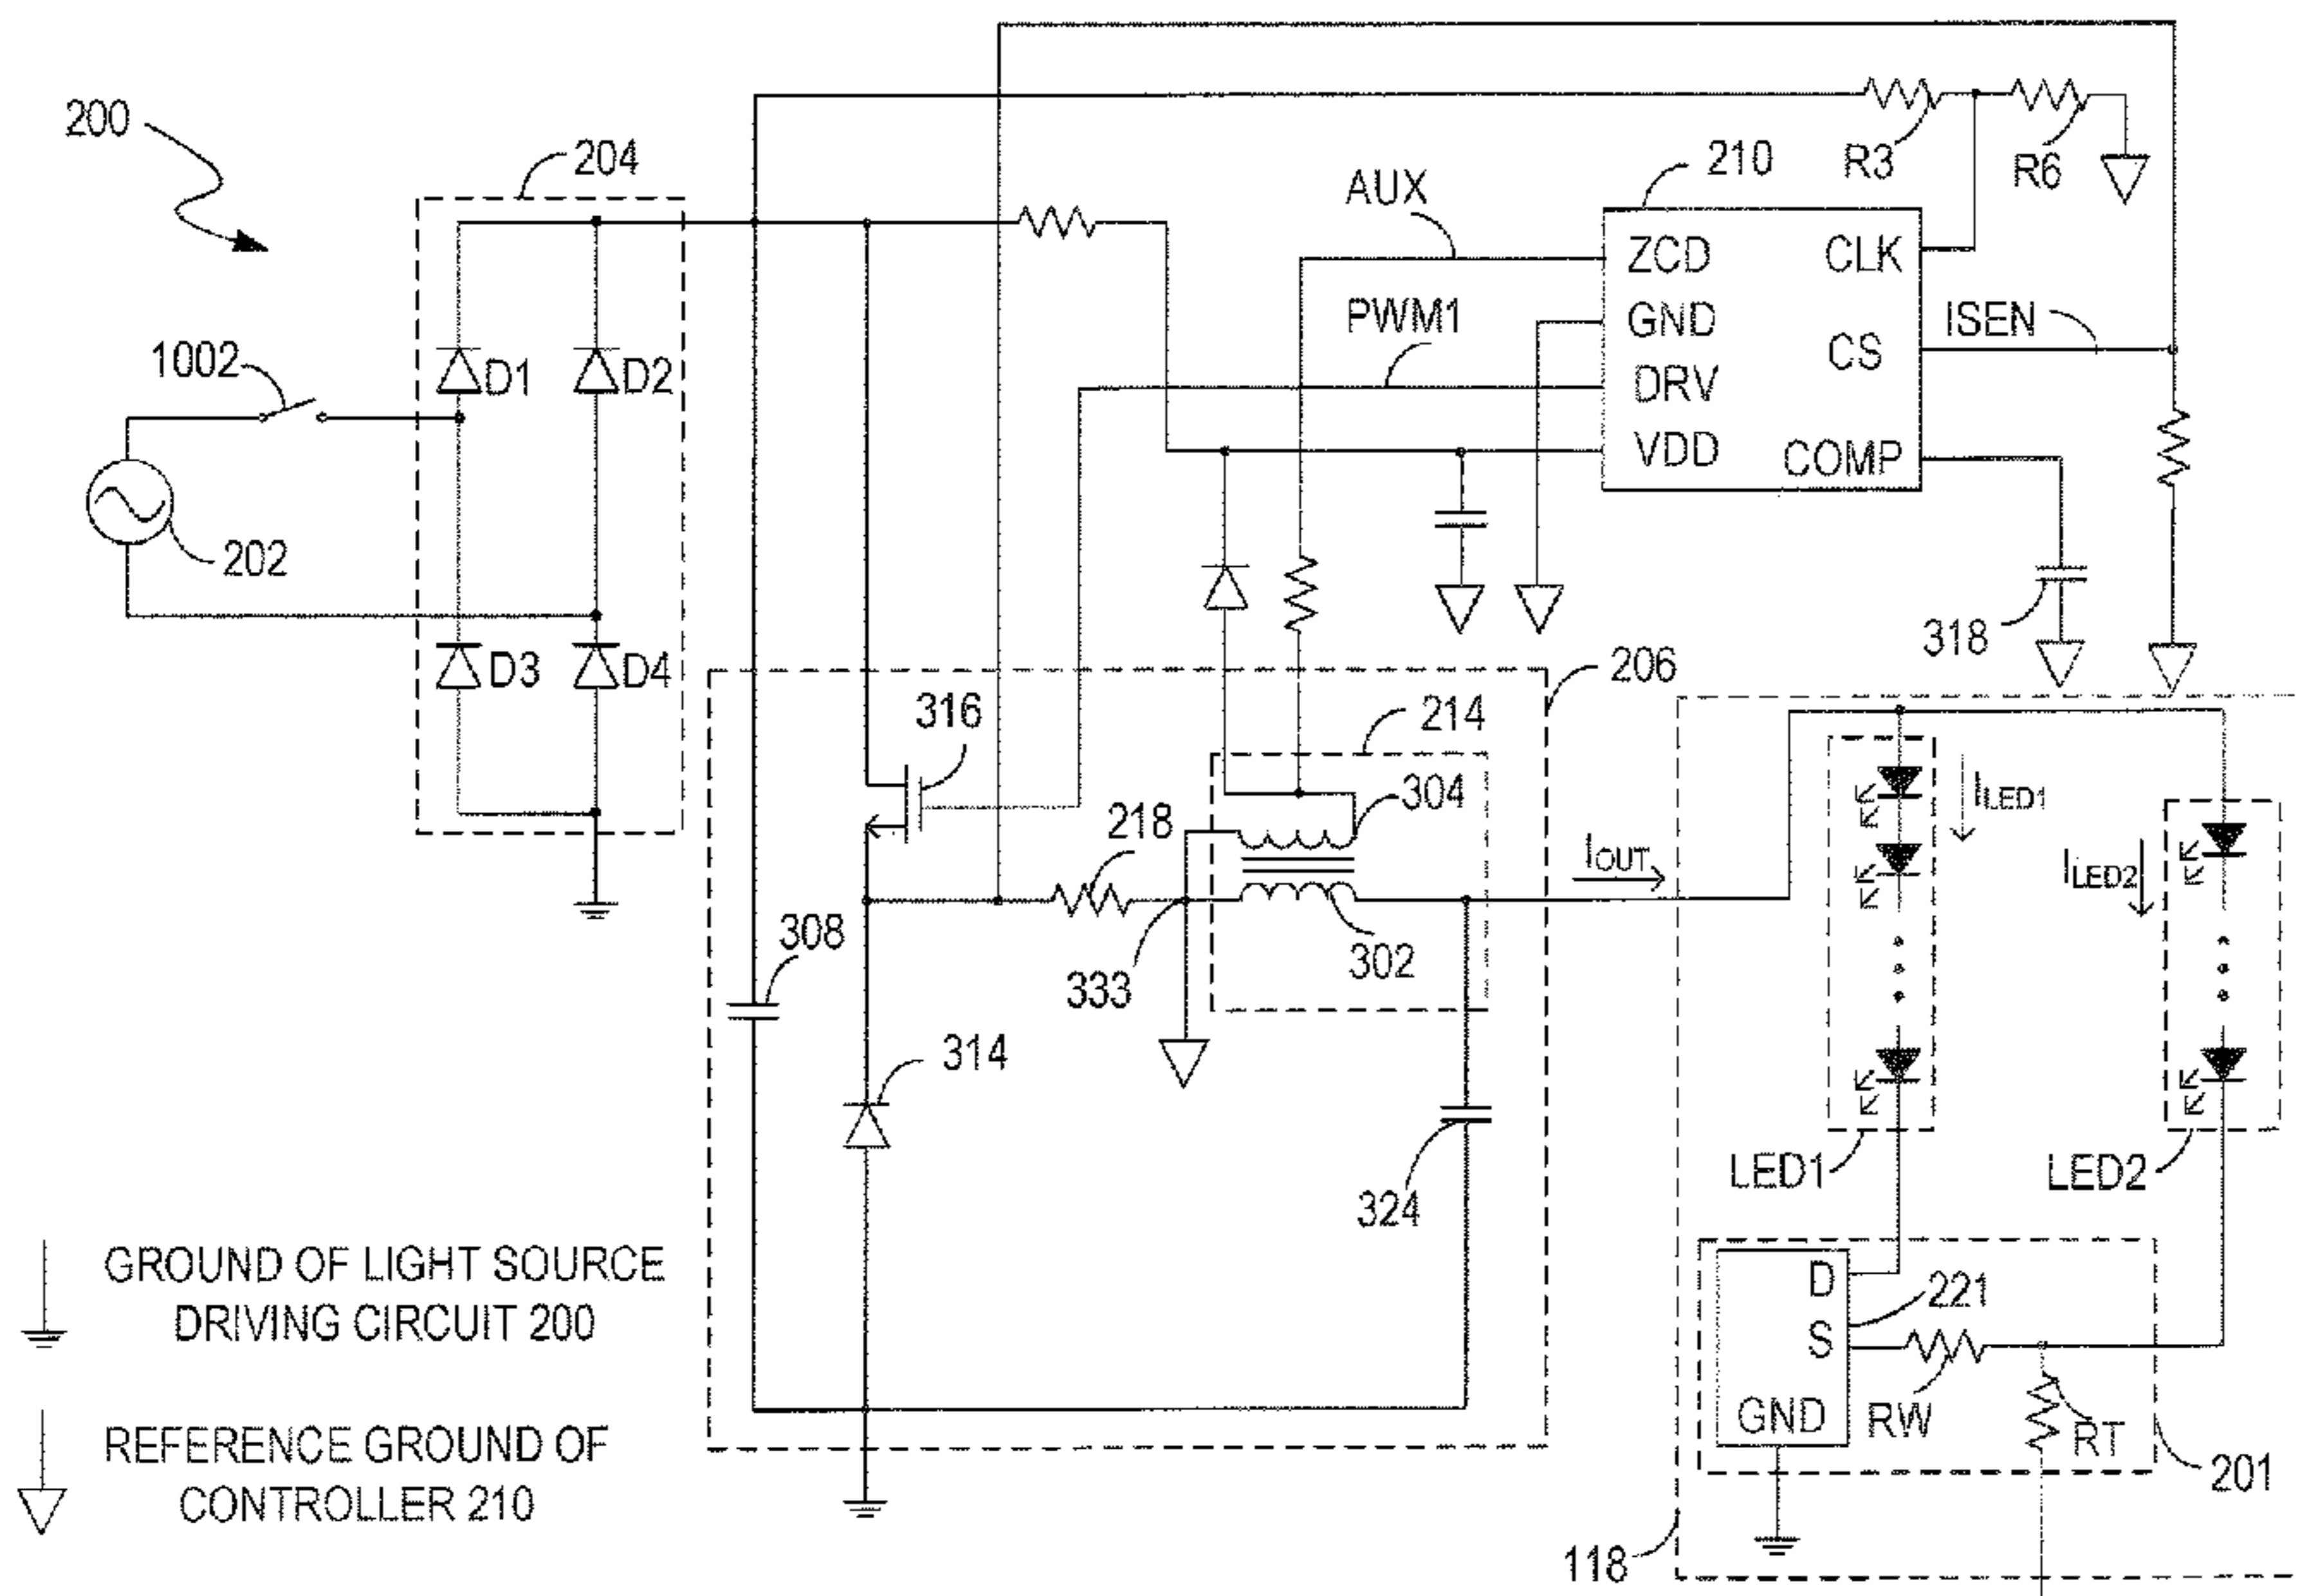 200
204
AUX
210
R3
R6
ZCD
CLK
GND
PWM1
ISEN
CS
DRV
1002
D1
D2
VDD
COMP
202
318
D3
D4
206
316
214
304
218
IOUT
ILED1
ILED2
308
302
333
314
LED1
LED2
324
GROUND OF LIGHT SOURCE
DRIVING CIRCUIT 200
D
221
S
GND
RW
RT
REFERENCE GROUND OF
CONTROLLER 210
201
118